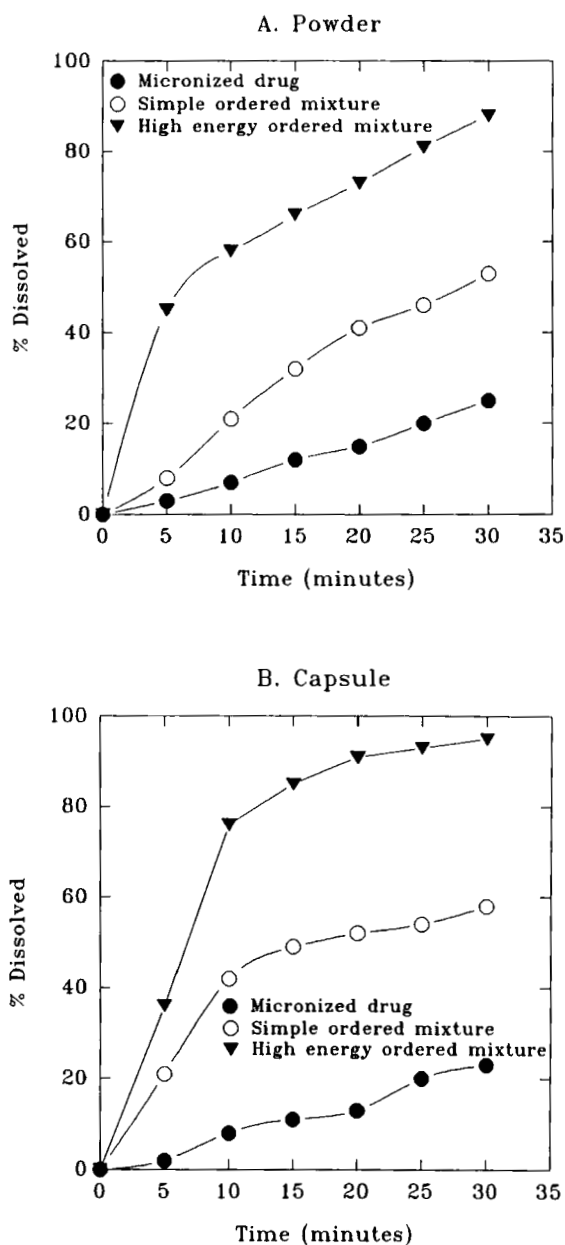 A. Powder
100
80
60
40
20
0
% Dissolved
Micronized drug
Simple ordered mixture
High energy ordered mixture
0 5 10 15 20 25 30 35
Time (minutes)
B. Capsule
100
80
60
40
20
0
% Dissolved
Micronized drug
Simple ordered mixture
High energy ordered mixture
0 5 10 15 20 25 30 35
Time (minutes)